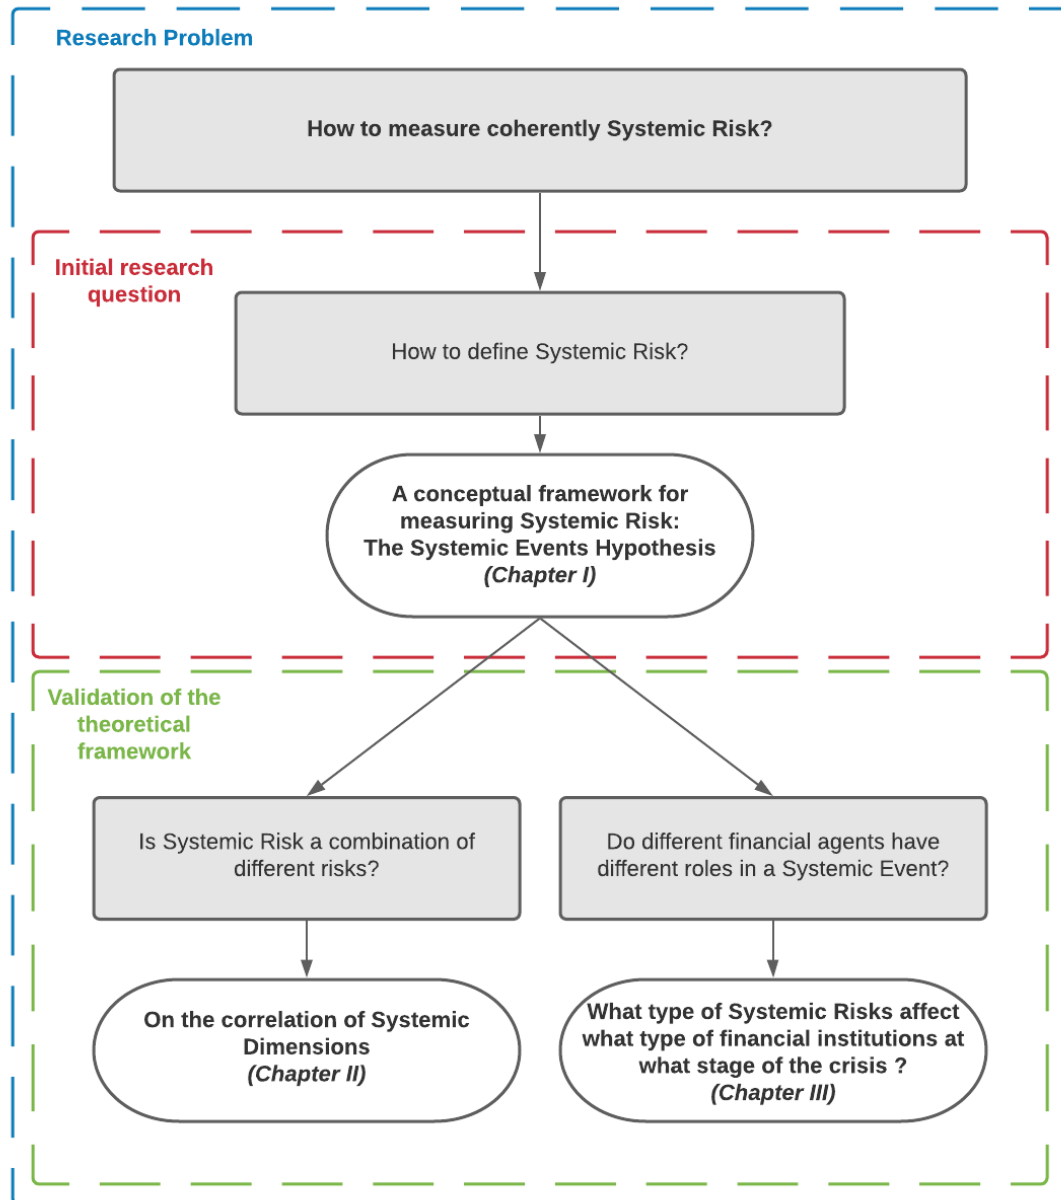 Research Problem
How to measure coherently Systemic Risk?
Initial research
question
How to define Systemic Risk?
A conceptual framework for
measuring Systemic Risk:
The Systemic Events Hypothesis
(Chapter I)
Validation of the
theoretical
framework
Is Systemic Risk a combination of
different risks?
Do different financial agents have
different roles in a Systemic Event?
On the correlation of Systemic
Dimensions
(Chapter II)
What type of Systemic Risks affect
what type of financial institutions at
what stage of the crisis ?
(Chapter III)